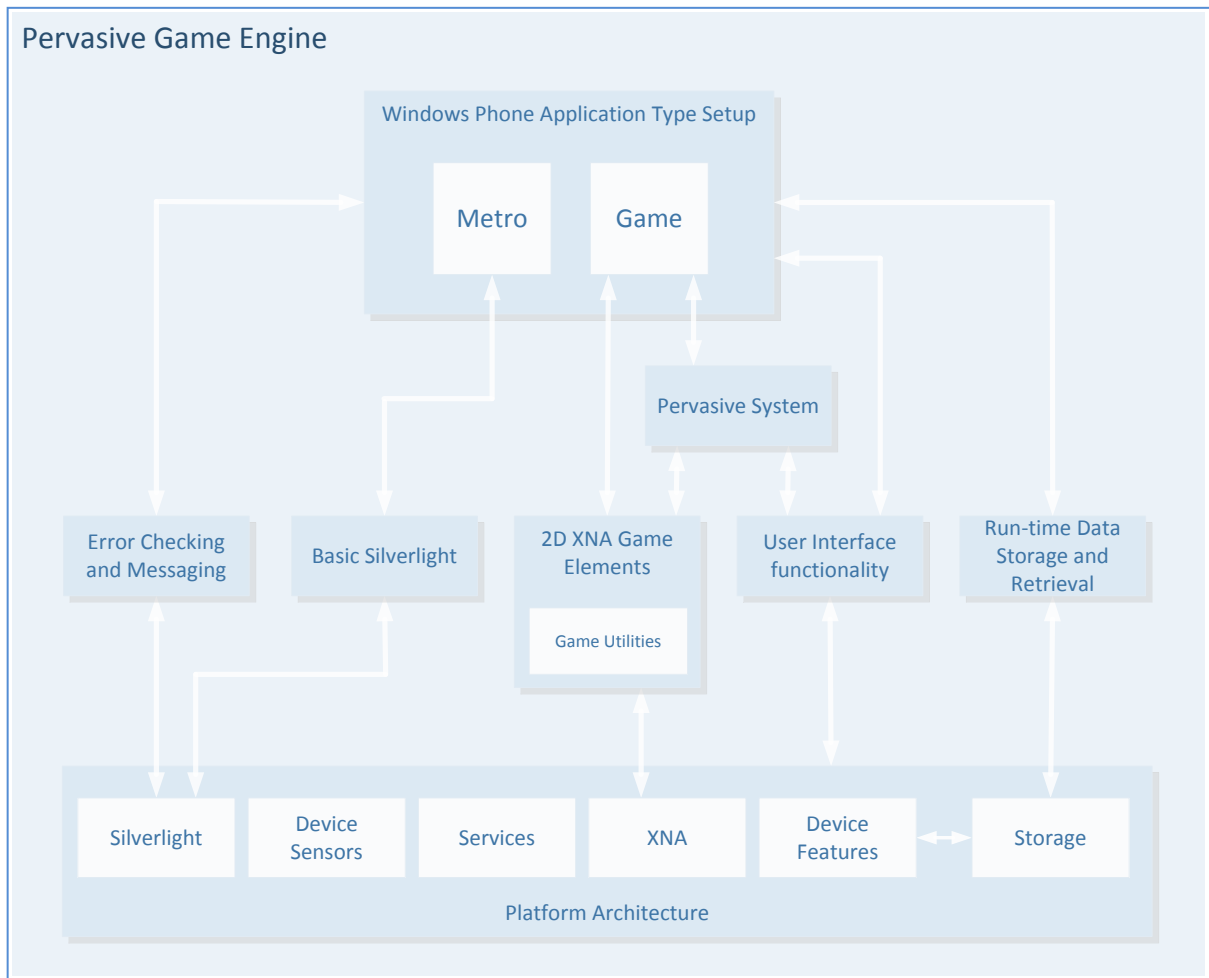 Pervasive Game Engine
Windows Phone Application Type Setup
Metro
Game
Pervasive System
Error Checking
and Messaging
Basic Silverlight
2D XNA Game
Elements
Game Utilities
User Interface
functionality
Run-time Data
Storage and
Retrieval
Silverlight
Device
Sensors
Services
XNA
Device
Features
Storage
Platform Architecture